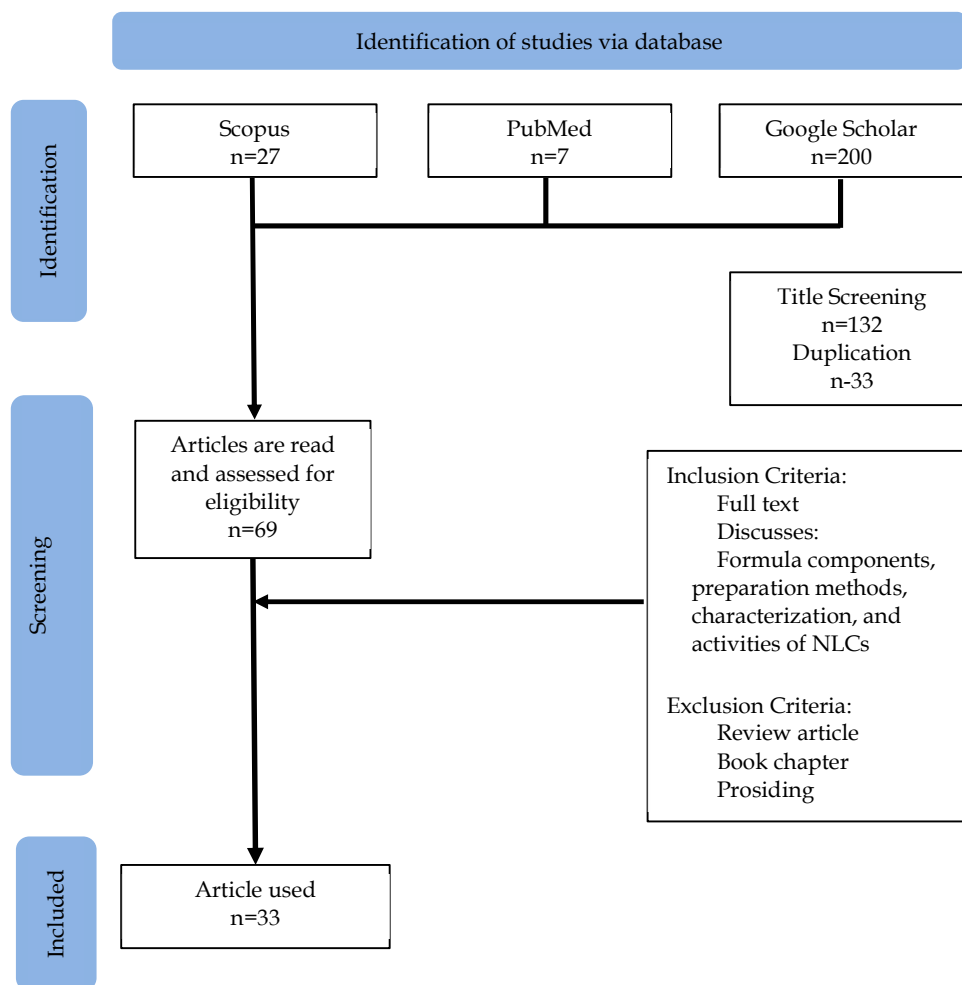 Identification of studies via database
Identification
Scopus
n=27
PubMed
n=7
Google Scholar
n=200
Title Screening
n=132
Duplication
n-33
Screening
Articles are read
and assessed for
eligibility
n=69
Inclusion Criteria:
Full text
Discusses:
Formula components,
preparation methods,
characterization, and
activities of NLCs
Exclusion Criteria:
Review article
Book chapter
Prosiding
Included
Article used
n=33